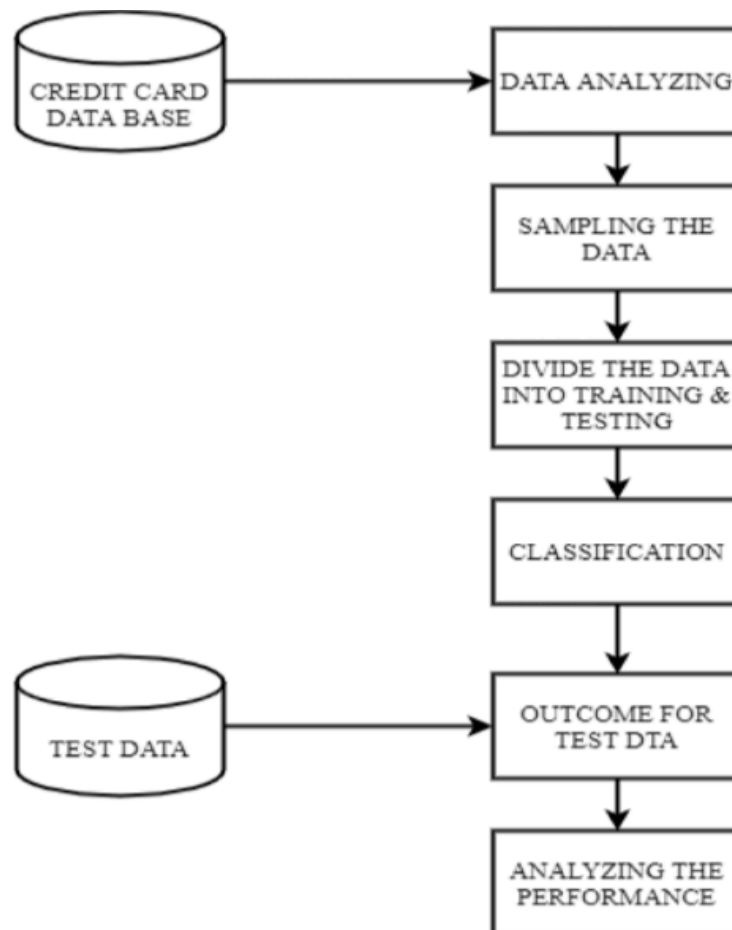 CREDIT CARD
DATA BASE
DATA ANALYZING
SAMPLING THE
DATA
DIVIDE THE DATA
INTO TRAINING &
TESTING
CLASSIFICATION
TEST DATA
OUTCOME FOR
TEST DTA
ANALYZING THE
PERFORMANCE